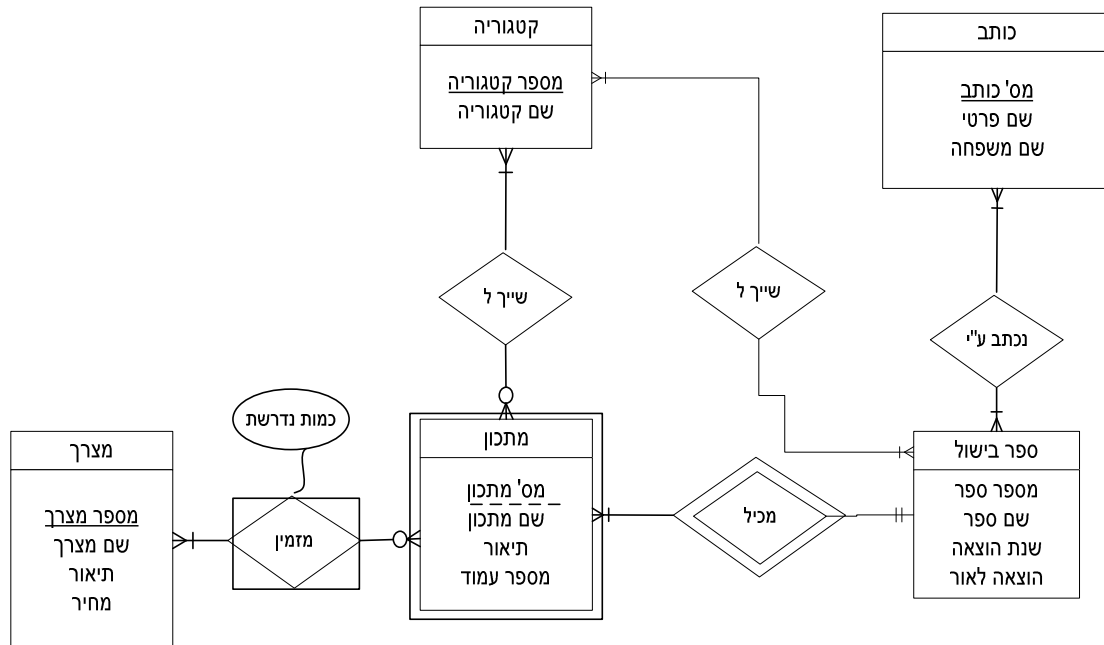 קטגוריה
מספר קטגוריה
שם קטגוריה
כותב
מס' כותב
שם פרטי
שם משפחה
שייך ל
שייך ל
נכתב ע"י
כמות נדרשת
מצרך
מספר מצרך
שם מצרך
תיאור
מחיר
מזמין
מתכון
מס' מתכון
שם מתכון
תיאור
מספר עמוד
מכיל
ספר בישול
מספר ספר
שם ספר
שנת הוצאה
הוצאה לאור